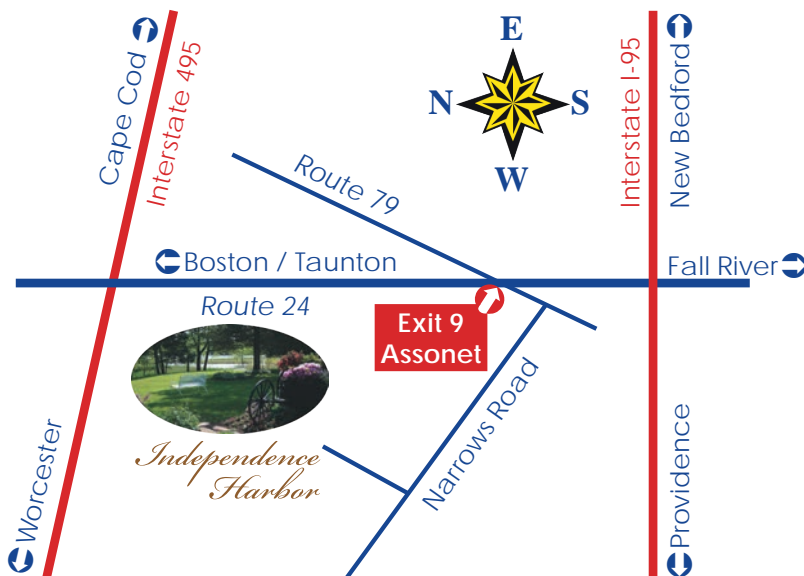 E
N
S
W
Cape Cod
Interstate 495
Route 79
Interstate I-95
New Bedford
Boston / Taunton
Fall River
Route 24
Exit 9
Assonet
Independence
Harbor
Narrows Road
Worcester
Providence